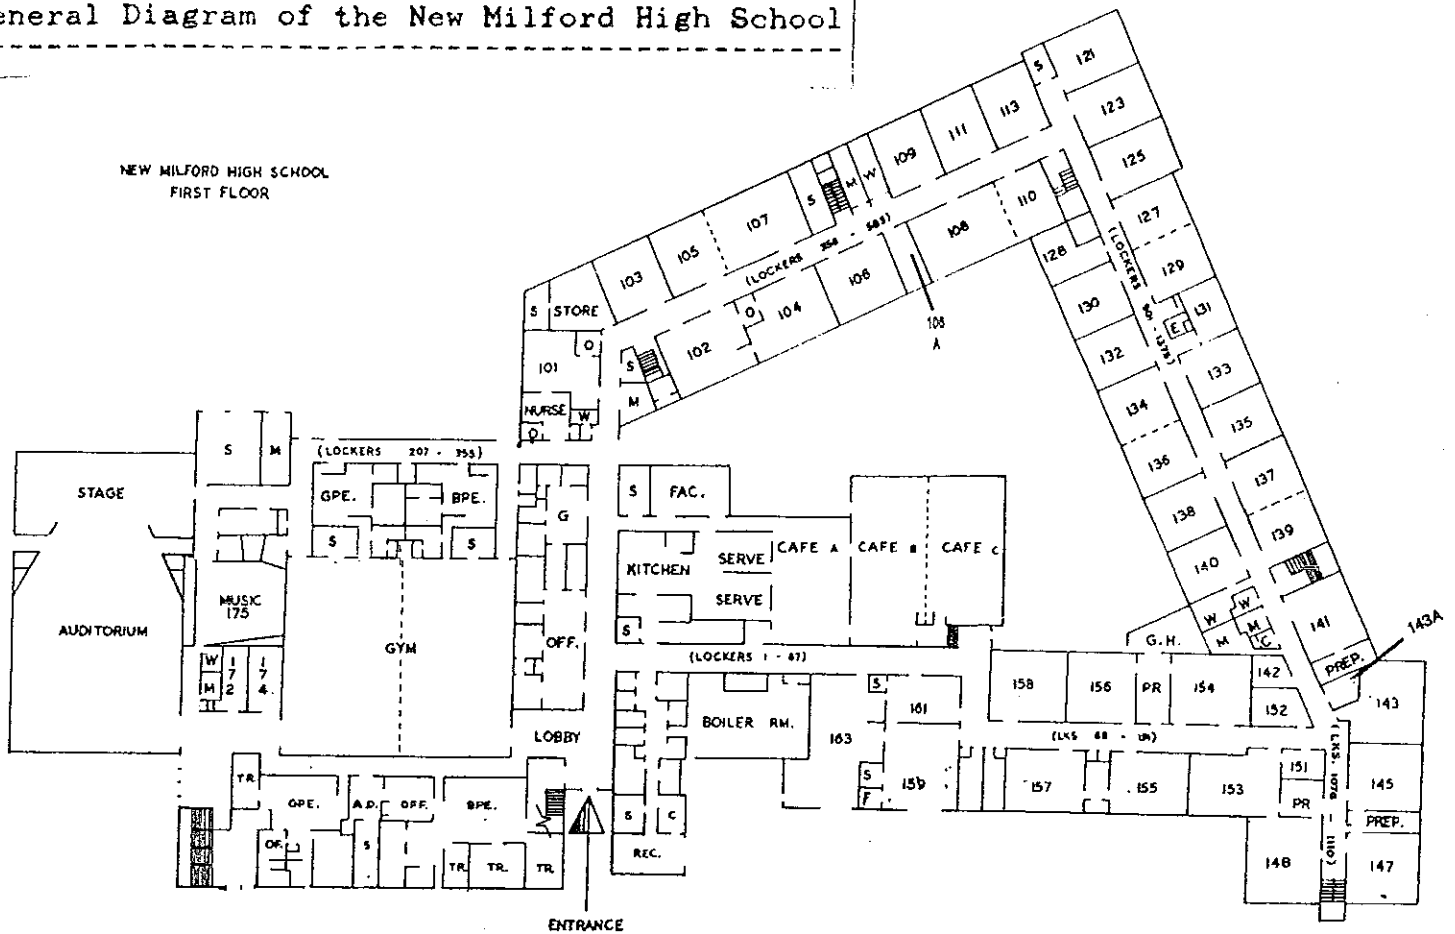 eneral Diagram of the New Milford High School
NEW MILFORD HIGH SCHOOL
FIRST FLOOR
S
121
123
125
113
111
109
W
M
S
107
105
103
STORE
S
110
108
106
104
O
102
(LOCKERS 358 - 583)
108
A
127
129
131
E
133
135
137
139
128
130
132
134
136
138
140
101
O
NURSE
W
O
S
M
S
M
(LOCKERS 207 - 355)
STAGE
GPE.
BPE.
S
S
G
S
FAC.
CAFE A
CAFE B
CAFE C
KITCHEN
SERVE
SERVE
S
MUSIC
175
AUDITORIUM
GYM
OFF.
W
M
172
174
(LOCKERS 1 - 67)
W
M
W
M
C
G.H.
141
PREP.
143A
143
158
156
PR
154
142
152
BOILER RM.
163
S
161
LOBBY
159
S
F
157
155
153
151
PR
145
PREP.
147
148
TR.
GPE.
A.D.
OFF.
BPE.
OF.
S
TR.
TR.
TR.
S
C
REC.
ENTRANCE